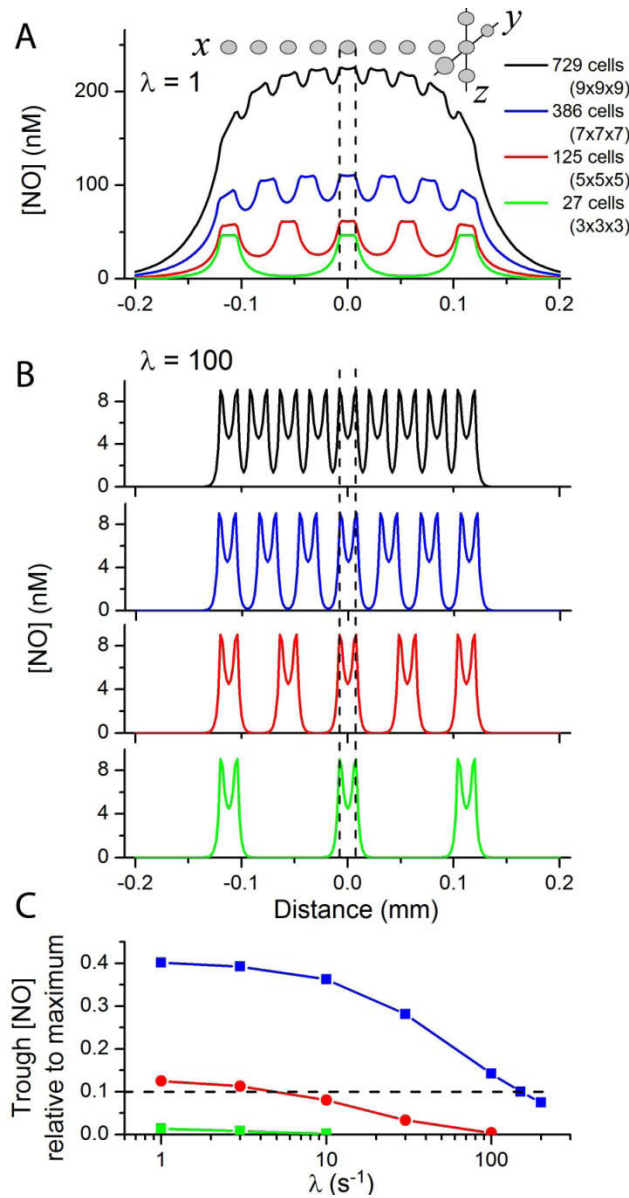 A
x
y
z
λ = 1
729 cells
(9x9x9)
386 cells
(7x7x7)
125 cells
(5x5x5)
27 cells
(3x3x3)
[NO] (nM)
200
100
0
-0.2
-0.1
0.0
0.1
0.2
B
λ = 100
[NO] (nM)
8
4
0
8
4
0
8
4
0
8
4
0
-0.2
-0.1
0.0
0.1
0.2
Distance (mm)
C
Trough [NO]
relative to maximum
0.4
0.3
0.2
0.1
0.0
1
10
100
λ (s⁻¹)